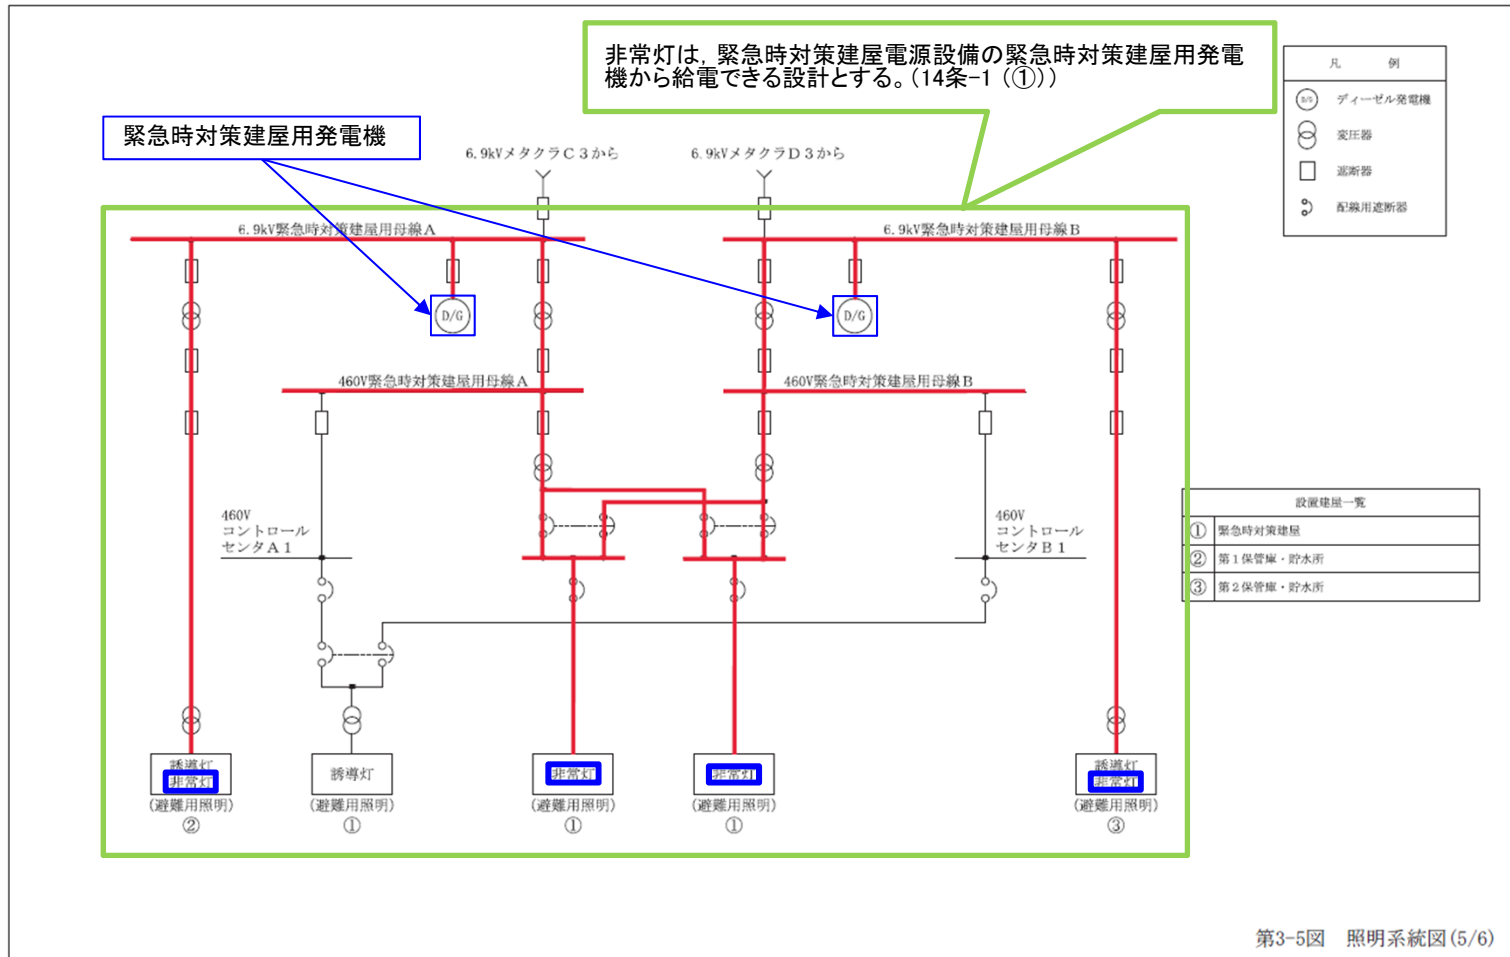 非常灯は，緊急時対策建屋電源設備の緊急時対策建屋用発電
機から給電できる設計とする。（14条-1（①））
凡　例
D/G ディーゼル発電機
変圧器
遮断器
配線用遮断器
緊急時対策建屋用発電機
6.9kVメタクラC3から
6.9kVメタクラD3から
6.9kV緊急時対策建屋用母線A
6.9kV緊急時対策建屋用母線B
D/G
D/G
460V緊急時対策建屋用母線A
460V緊急時対策建屋用母線B
460V
コントロール
センタA1
460V
コントロール
センタB1
設置建屋一覧
① 緊急時対策建屋
② 第1保管庫・貯水所
③ 第2保管庫・貯水所
誘導灯
非常灯
(避難用照明)
②
誘導灯
(避難用照明)
①
非常灯
(避難用照明)
①
非常灯
(避難用照明)
①
誘導灯
非常灯
(避難用照明)
③
第3-5図　照明系統図(5/6)